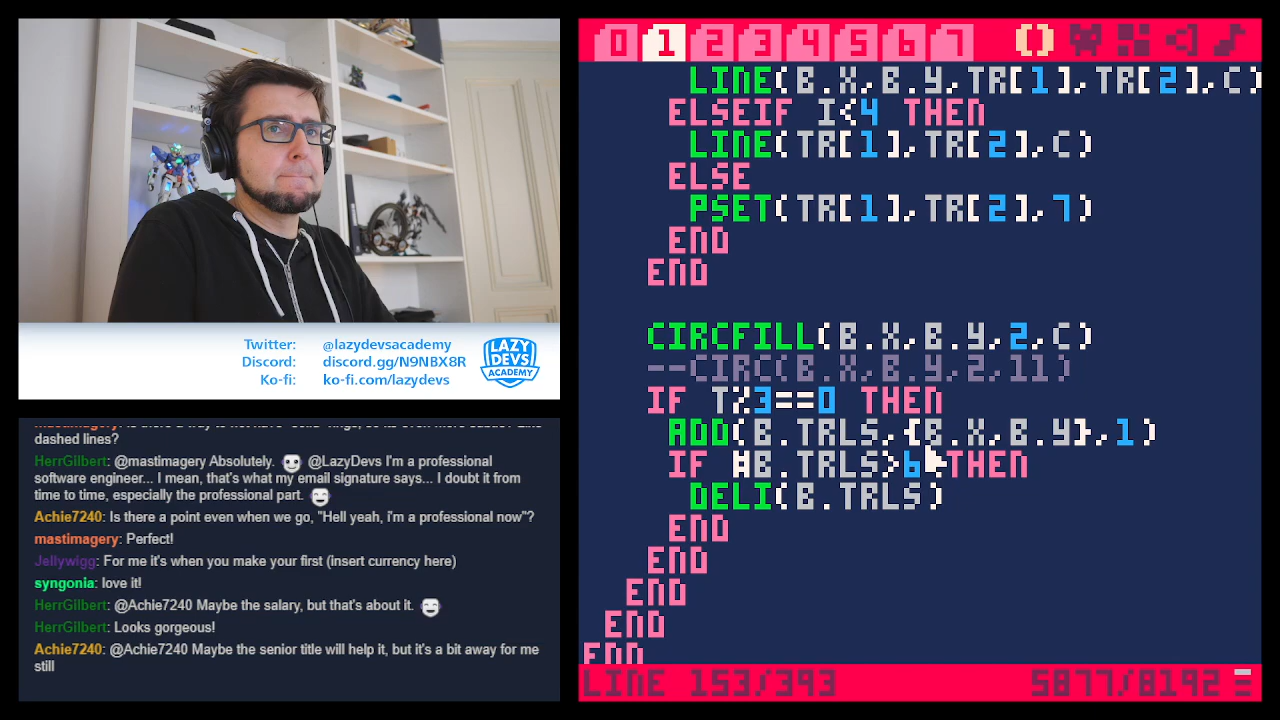 Twitter: @lazydevsacademy
Discord: discord.gg/N9NBX8R
Ko-fi: ko-fi.com/lazydevs
LAZY
DEVS
ACADEMY
dashed lines?
HerrGilbert: @mastimagery Absolutely. @LazyDevs I'm a professional
software engineer... I mean, that's what my email signature says... I doubt it from
time to time, especially the professional part.
Achie7240: Is there a point even when we go, "Hell yeah, i'm a professional now"?
mastimagery: Perfect!
Jellywigg: For me it's when you make your first (insert currency here)
syngonia: love it!
HerrGilbert: @Achie7240 Maybe the salary, but that's about it.
HerrGilbert: Looks gorgeous!
Achie7240: @Achie7240 Maybe the senior title will help it, but it's a bit away for me
still
0 1 2 3 4 5 6 7 ()
LINE(B.X,B.Y,TR[1],TR[2],C)
ELSEIF I<4 THEN
LINE(TR[1],TR[2],C)
ELSE
PSET(TR[1],TR[2],7)
END
END
CIRCFILL(B.X,B.Y,2,C)
--CIRC(B.X,B.Y,2,11)
IF T%3==0 THEN
ADD(B.TRLS,{B.X,B.Y},1)
IF #B.TRLS>6 THEN
DELI(B.TRLS)
END
END
END
END
END
LINE 153/393 5877/8192